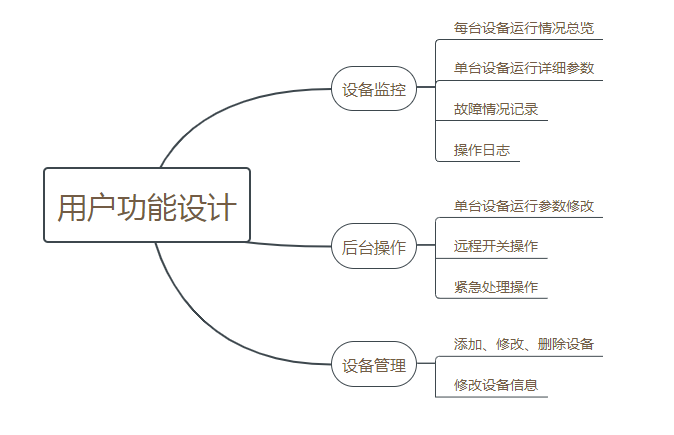 用户功能设计
设备监控
每台设备运行情况总览
单台设备运行详细参数
故障情况记录
操作日志
后台操作
单台设备运行参数修改
远程开关操作
紧急处理操作
设备管理
添加、修改、删除设备
修改设备信息